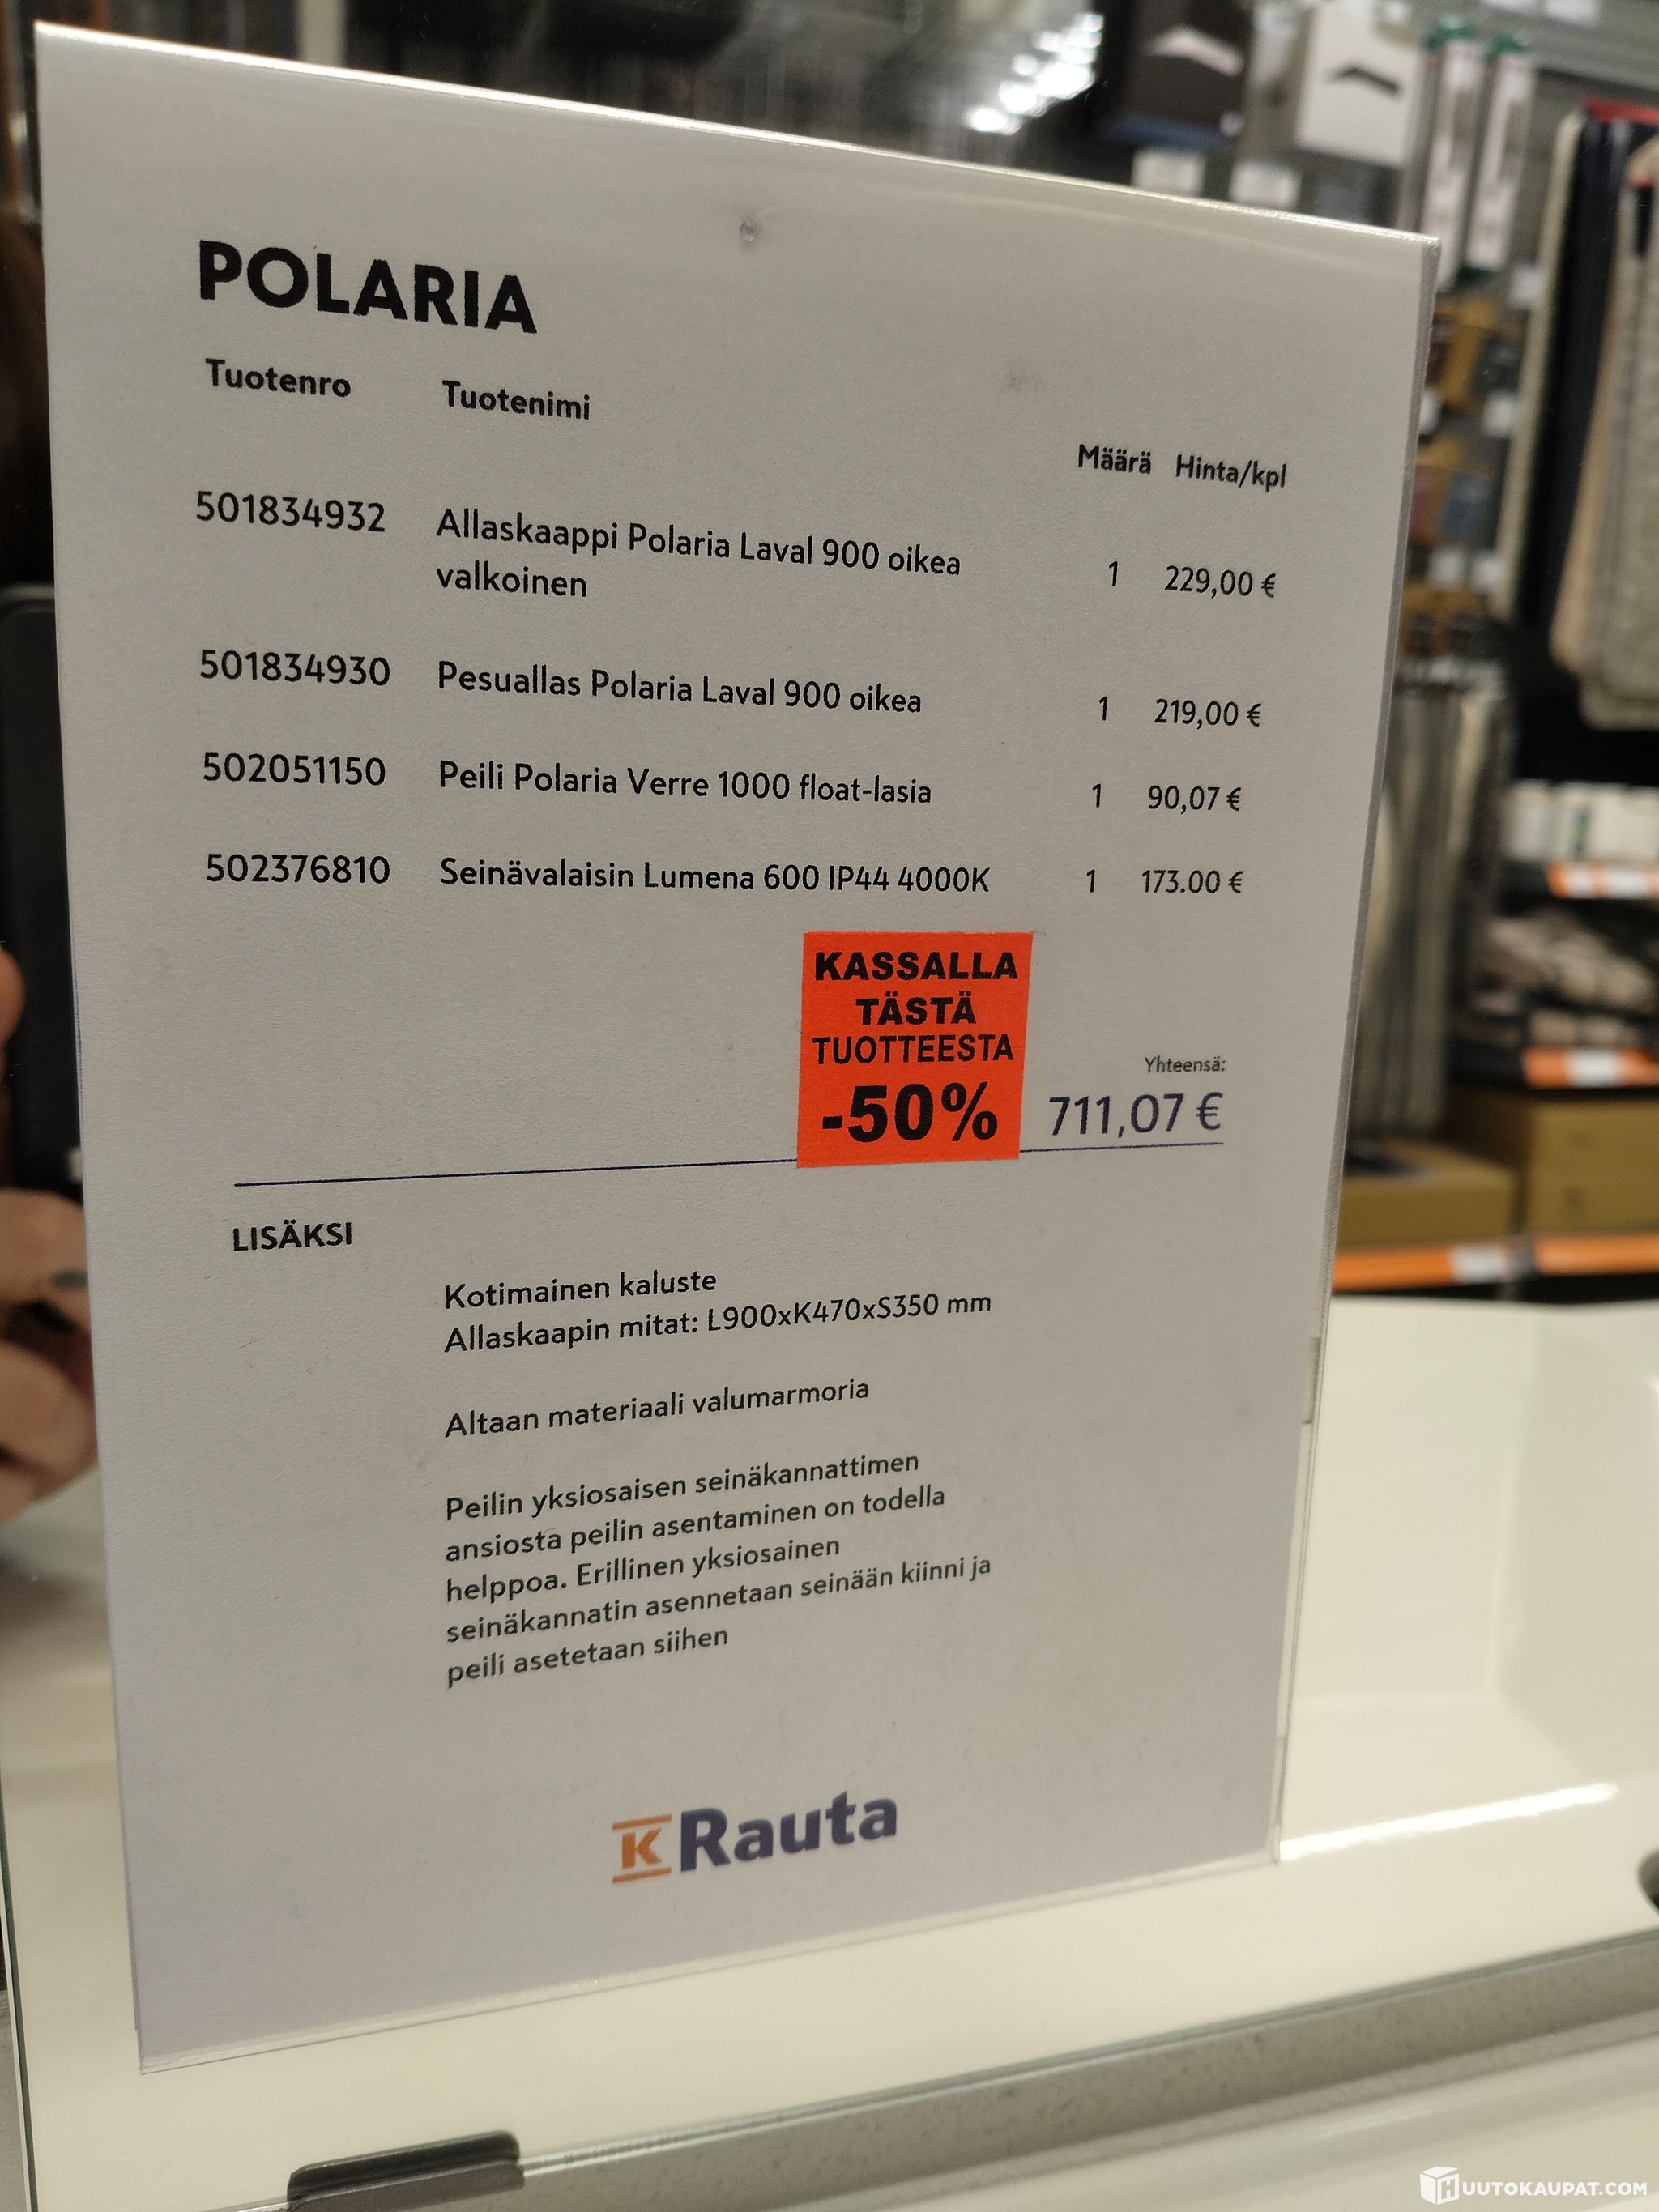 POLARIA
Tuotenro Tuotenimi Määrä Hinta/kpl
501834932 Allaskaappi Polaria Laval 900 oikea 1 229,00 €
valkoinen
501834930 Pesuallas Polaria Laval 900 oikea 1 219,00 €
502051150 Peili Polaria Verre 1000 float-lasia 1 90,07 €
502376810 Seinävalaisin Lumena 600 IP44 4000K 1 173.00 €
KASSALLA
TÄSTÄ
TUOTTEESTA
-50%
Yhteensä:
711,07 €
LISÄKSI
Kotimainen kaluste
Allaskaapin mitat: L900xK470xS350 mm
Altaan materiaali valumarmoria
Peilin yksiosaisen seinäkannattimen
ansiosta peilin asentaminen on todella
helppoa. Erillinen yksiosainen
seinäkannatin asennetaan seinään kiinni ja
peili asetetaan siihen
K Rauta
HUUTOKAUPAT.COM